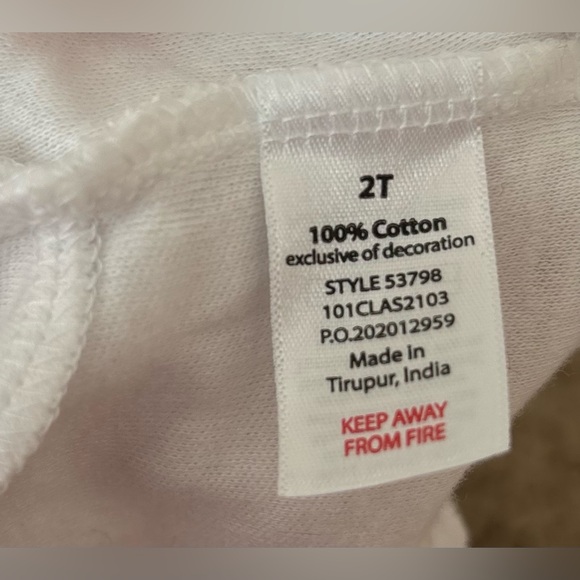 2T
100% Cotton
exclusive of decoration
STYLE 53798
101CLAS2103
P.O.202012959
Made in
Tirupur, India
KEEP AWAY
FROM FIRE